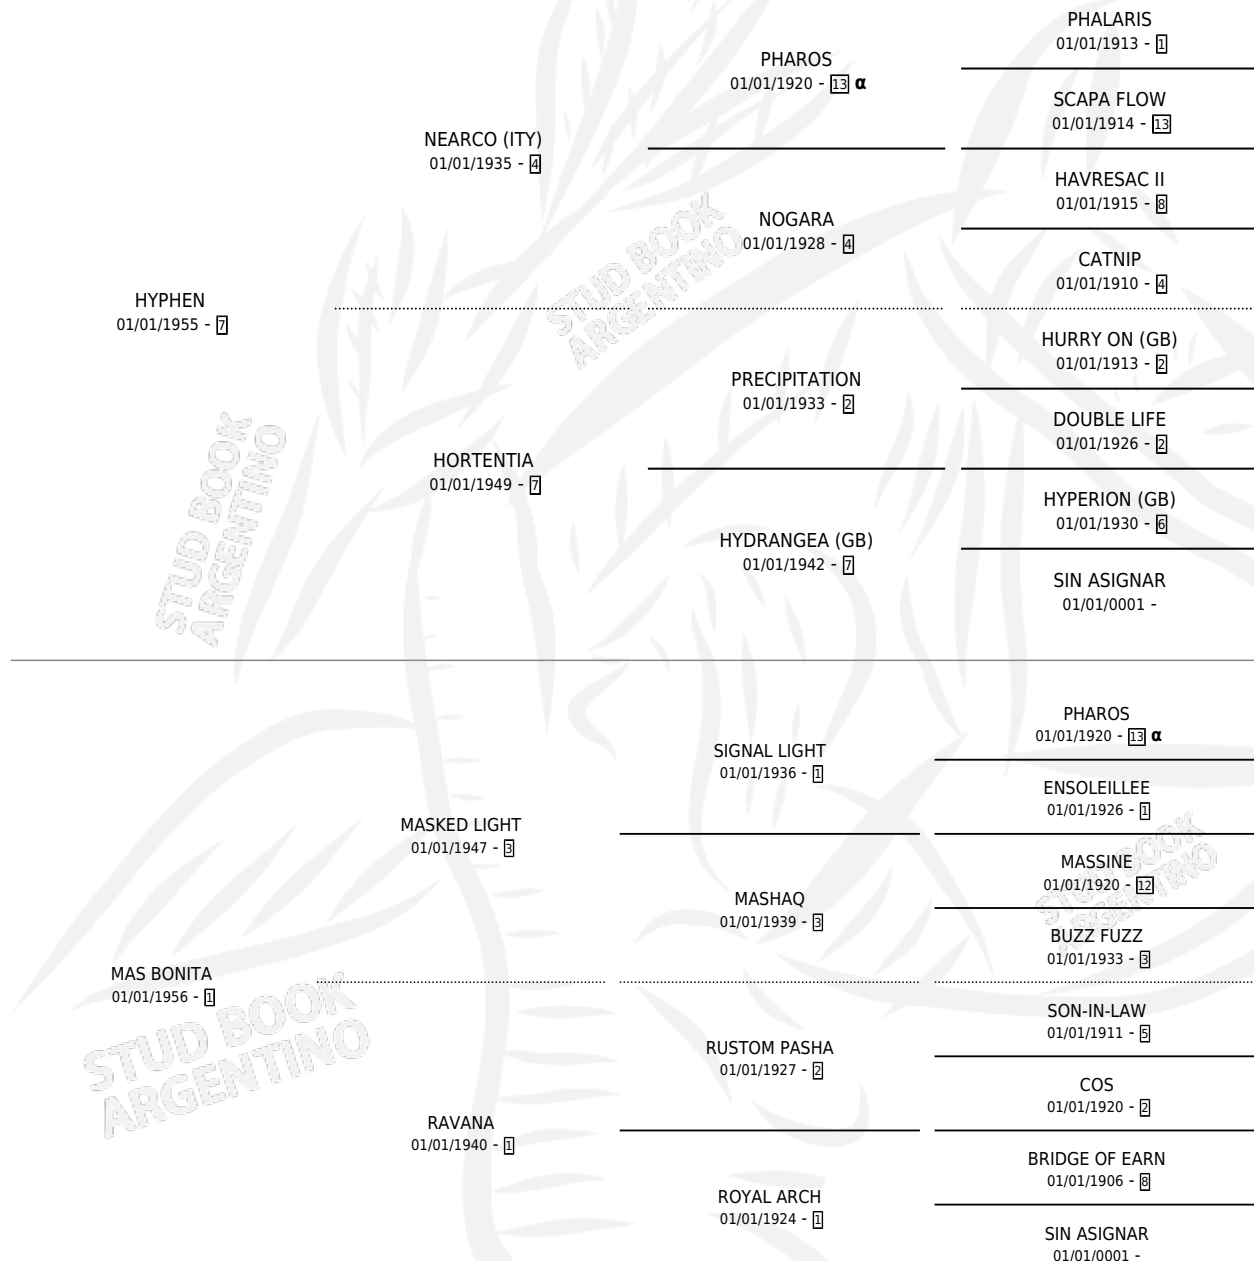 PHALARIS
01/01/1913 - 1
PHAROS
01/01/1920 - 13 α
SCAPA FLOW
01/01/1914 - 13
NEARCO (ITY)
01/01/1935 - 4
HAVRESAC II
01/01/1915 - 8
NOGARA
01/01/1928 - 4
CATNIP
01/01/1910 - 4
STUD BOOK
ARGENTINO
HYPHEN
01/01/1955 - 7
HURRY ON (GB)
01/01/1913 - 2
PRECIPITATION
01/01/1933 - 2
DOUBLE LIFE
01/01/1926 - 2
HORTENTIA
01/01/1949 - 7
HYPERION (GB)
01/01/1930 - 6
HYDRANGEA (GB)
01/01/1942 - 7
SIN ASIGNAR
01/01/0001 -
STUD BOOK
ARGENTINO
PHAROS
01/01/1920 - 13 α
SIGNAL LIGHT
01/01/1936 - 1
ENSOLEILLEE
01/01/1926 - 1
MASKED LIGHT
01/01/1947 - 3
MASSINE
01/01/1920 - 12
MASHAQ
01/01/1939 - 3
BUZZ FUZZ
01/01/1933 - 3
STUD BOOK
ARGENTINO
MAS BONITA
01/01/1956 - 1
SON-IN-LAW
01/01/1911 - 5
RUSTOM PASHA
01/01/1927 - 2
COS
01/01/1920 - 2
STUD BOOK
ARGENTINO
RAVANA
01/01/1940 - 1
BRIDGE OF EARN
01/01/1906 - 8
ROYAL ARCH
01/01/1924 - 1
SIN ASIGNAR
01/01/0001 -